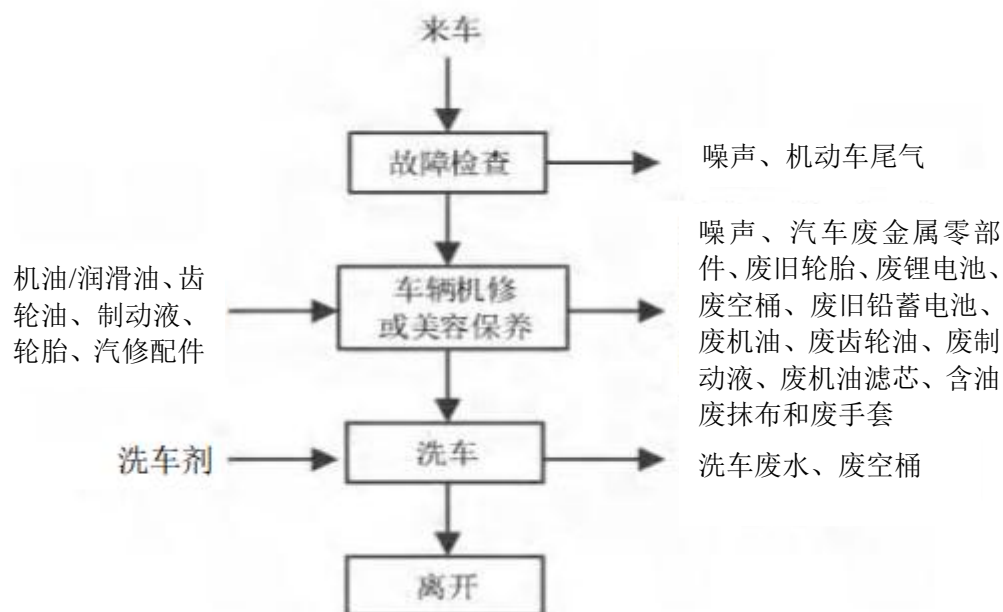 来车
故障检查
噪声、机动车尾气
机油/润滑油、齿
轮油、制动液、
轮胎、汽修配件
车辆机修
或美容保养
噪声、汽车废金属零部
件、废旧轮胎、废锂电池、
废空桶、废旧铅蓄电池、
废机油、废齿轮油、废制
动液、废机油滤芯、含油
废抹布和废手套
洗车剂
洗车
洗车废水、废空桶
离开